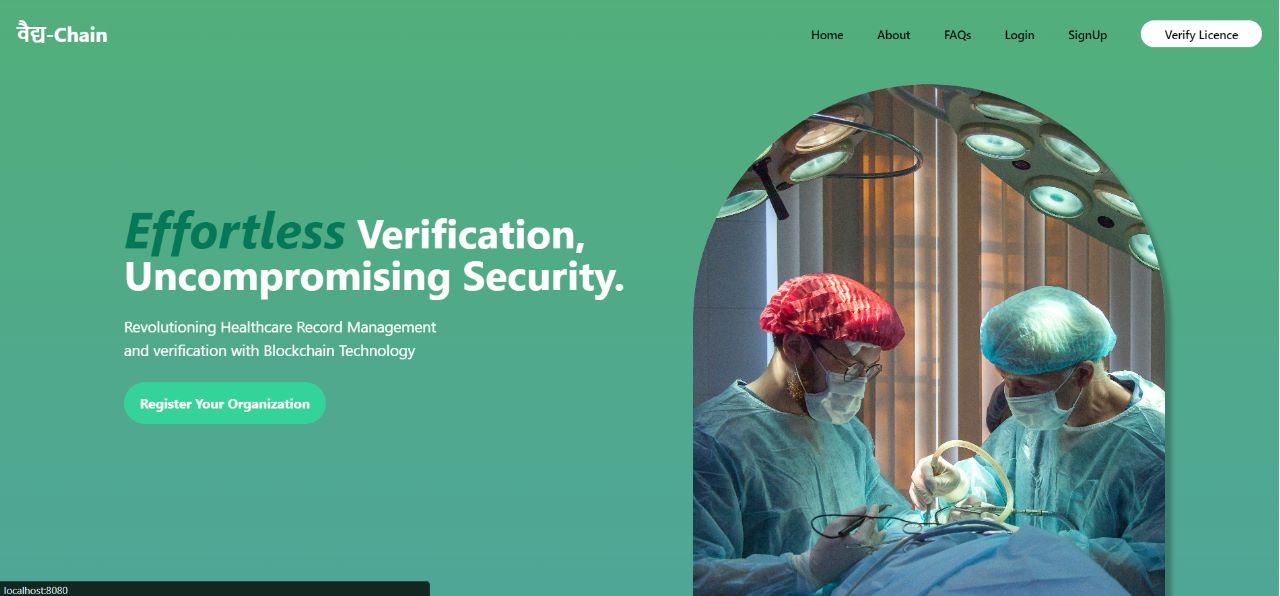 वैद्य-Chain
Home
About
FAQs
Login
SignUp
Verify Licence
Effortless Verification,
Uncompromising Security.
Revolutioning Healthcare Record Management
and verification with Blockchain Technology
Register Your Organization
localhost:8080